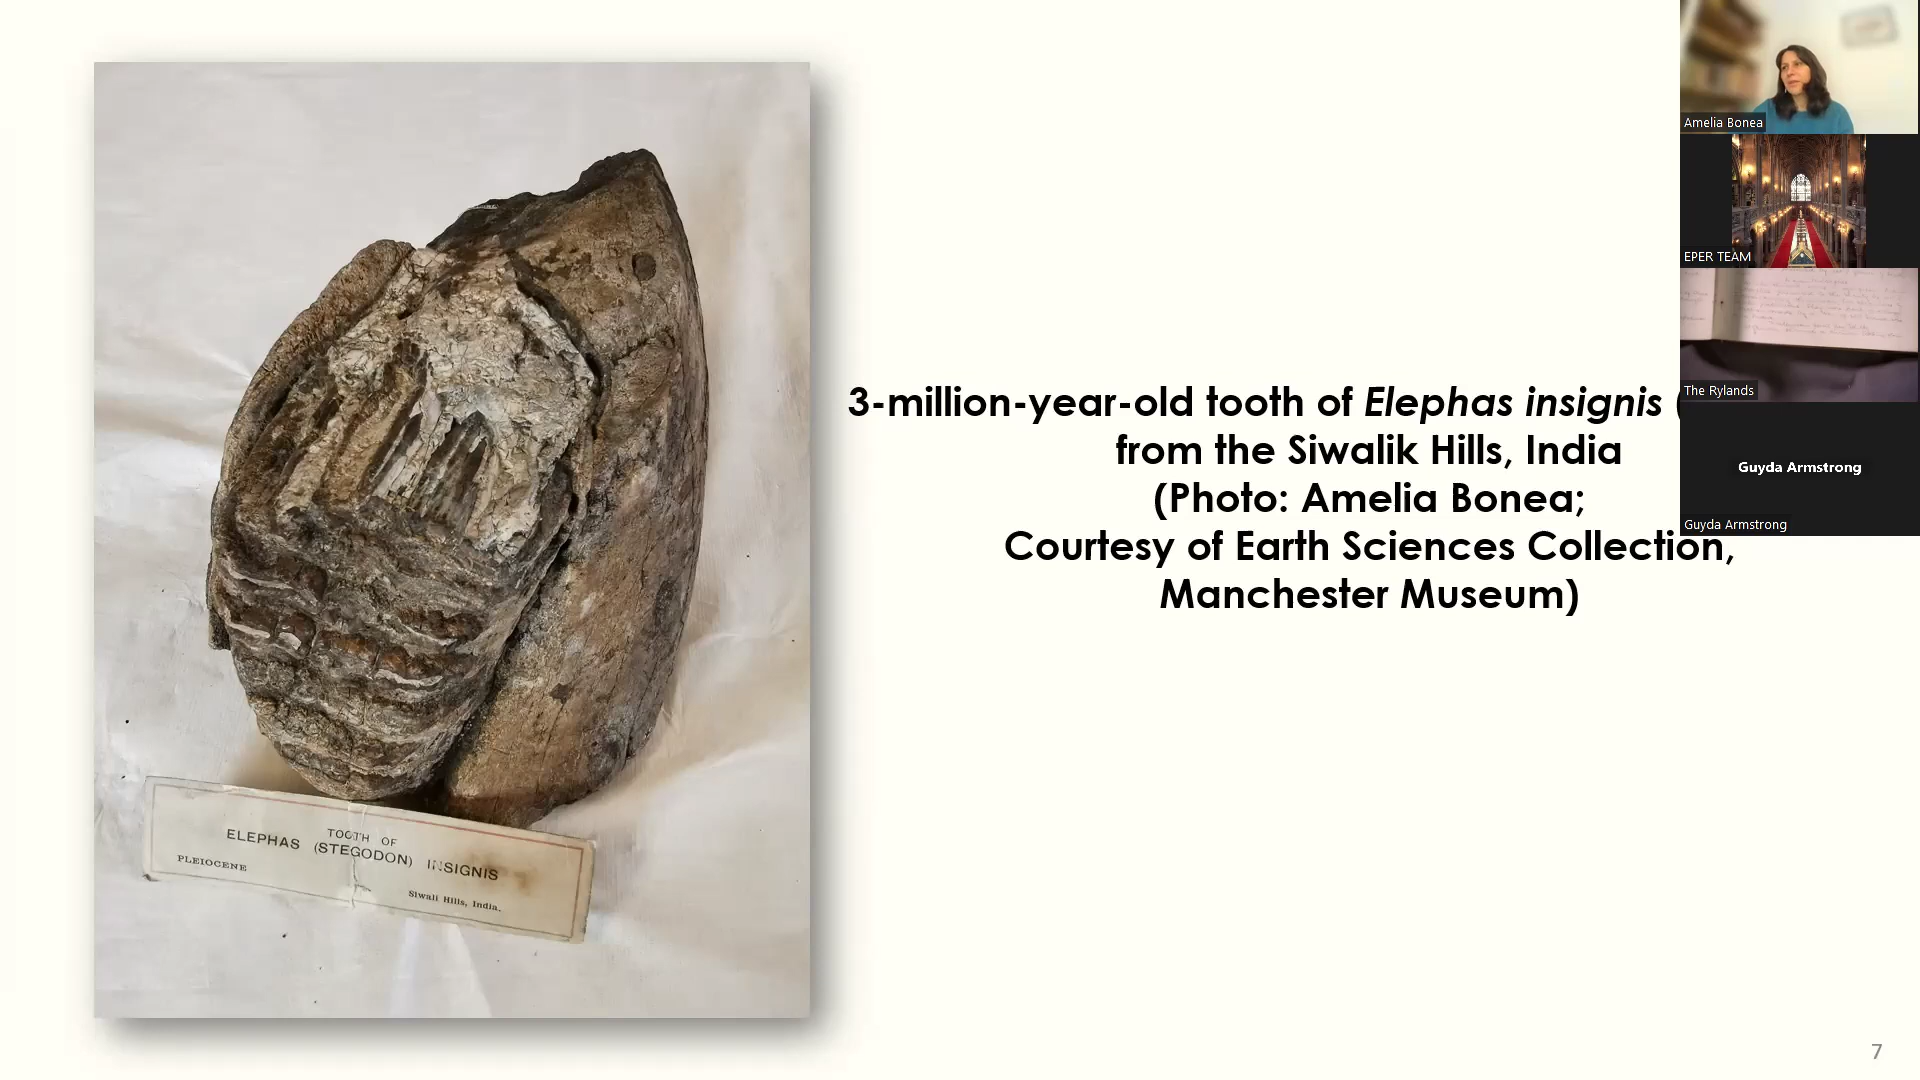 TOOTH OF
ELEPHAS (STEGODON) INSIGNIS
PLEIOCENE
Siwali Hills, India.
3-million-year-old tooth of Elephas insignis (
from the Siwalik Hills, India
(Photo: Amelia Bonea;
Courtesy of Earth Sciences Collection,
Manchester Museum)
Amelia Bonea
EPER TEAM
The Rylands
Guyda Armstrong
Guyda Armstrong
7